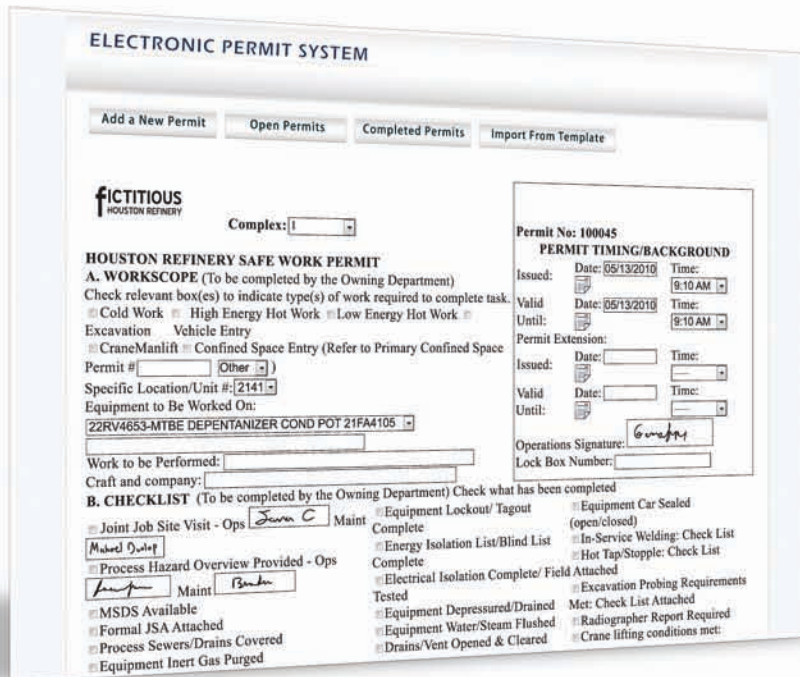 ELECTRONIC PERMIT SYSTEM
Add a New Permit Open Permits Completed Permits Import From Template
FICTITIOUS
HOUSTON REFINERY
Complex: 1
HOUSTON REFINERY SAFE WORK PERMIT
A. WORKSCOPE (To be completed by the Owning Department)
Check relevant box(es) to indicate type(s) of work required to complete task.
Cold Work High Energy Hot Work Low Energy Hot Work
Excavation Vehicle Entry
CraneManlift Confined Space Entry (Refer to Primary Confined Space
Permit # Other )
Specific Location/Unit #: 2141
Equipment to Be Worked On:
22RV4653-MTBE DEPENTANIZER COND POT 21FA4105
Work to be Performed:
Craft and company:
Permit No: 100045
PERMIT TIMING/BACKGROUND
Issued: Date: 05/13/2010 Time: 9:10 AM
Valid Until: Date: 05/13/2010 Time: 9:10 AM
Permit Extension:
Issued: Date: Time:
Valid Until: Date: Time:
Operations Signature:
Lock Box Number:
B. CHECKLIST (To be completed by the Owning Department) Check what has been completed
Joint Job Site Visit - Ops Maint
Michael Dunlop
Process Hazard Overview Provided - Ops
Maint
MSDS Available
Formal JSA Attached
Process Sewers/Drains Covered
Equipment Inert Gas Purged
Equipment Lockout/ Tagout
Complete
Energy Isolation List/Blind List
Complete
Electrical Isolation Complete/ Field
Tested
Equipment Depressured/Drained
Equipment Water/Steam Flushed
Drains/Vent Opened & Cleared
Equipment Car Sealed
(open/closed)
In-Service Welding: Check List
Hot Tap/Stopple: Check List
Attached
Excavation Probing Requirements
Met: Check List Attached
Radiographer Report Required
Crane lifting conditions met: